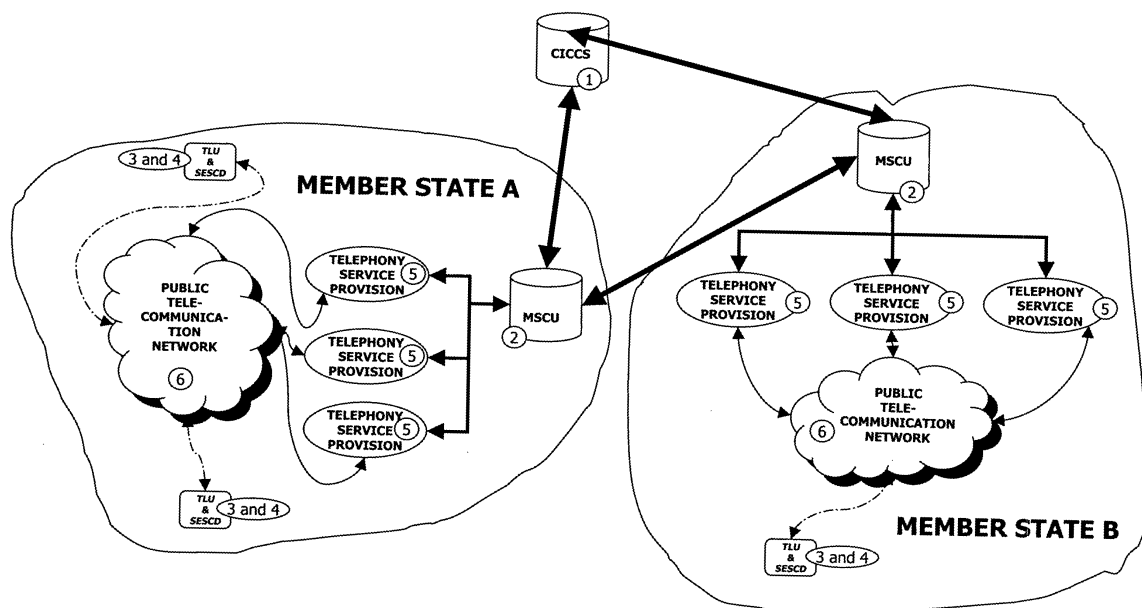 CICCS
1
MSCU
2
3 and 4
TLU
&
SESCD
MEMBER STATE A
TELEPHONY
SERVICE
PROVISION
5
PUBLIC
TELE-
COMMUNICA-
TION
NETWORK
6
TELEPHONY
SERVICE
PROVISION
5
TELEPHONY
SERVICE
PROVISION
5
MSCU
2
TLU
&
SESCD
3 and 4
TELEPHONY
SERVICE
PROVISION
5
TELEPHONY
SERVICE
PROVISION
5
TELEPHONY
SERVICE
PROVISION
5
PUBLIC
TELE-
COMMUNICATION
NETWORK
6
MEMBER STATE B
TLU
&
SESCD
3 and 4